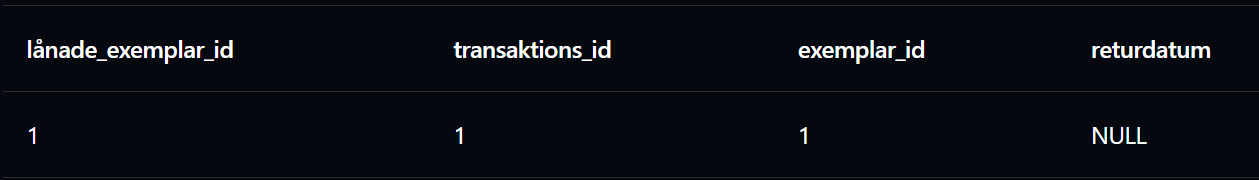 lånade_exemplar_id transaktions_id exemplar_id returdatum
1 1 1 NULL